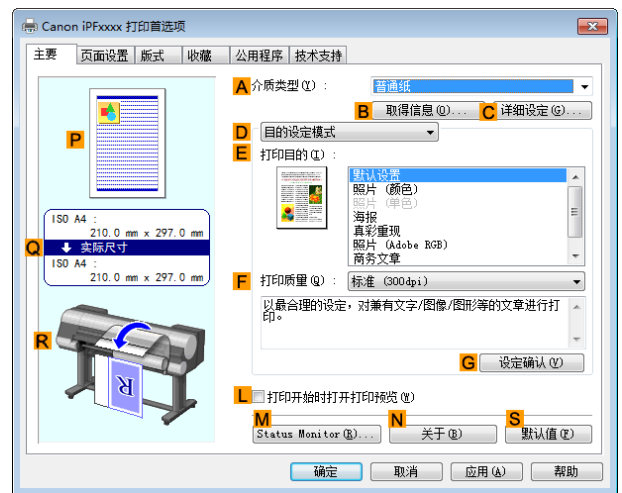 Canon iPFxxxx 打印首选项
主要 页面设置 版式 收藏 公用程序 技术支持
A 介质类型(Y)： 普通纸
B 取得信息(O)... C 详细设定(G)...
D 目的设定模式
E 打印目的(I)：
默认设置
照片 (颜色)
照片 (单色)
海报
真彩重现
照片 (Adobe RGB)
商务文章
F 打印质量(Q)： 标准 (300dpi)
以最合理的设定，对兼有文字/图像/图形等的文章进行打
印。
G 设定确认(V)
L 打印开始时打开打印预览(W)
M N S
Status Monitor(R)... 关于(B) 默认值(F)
P
ISO A4 :
210.0 mm x 297.0 mm
Q 实际尺寸
ISO A4 :
210.0 mm x 297.0 mm
R
R
确定 取消 应用(A) 帮助